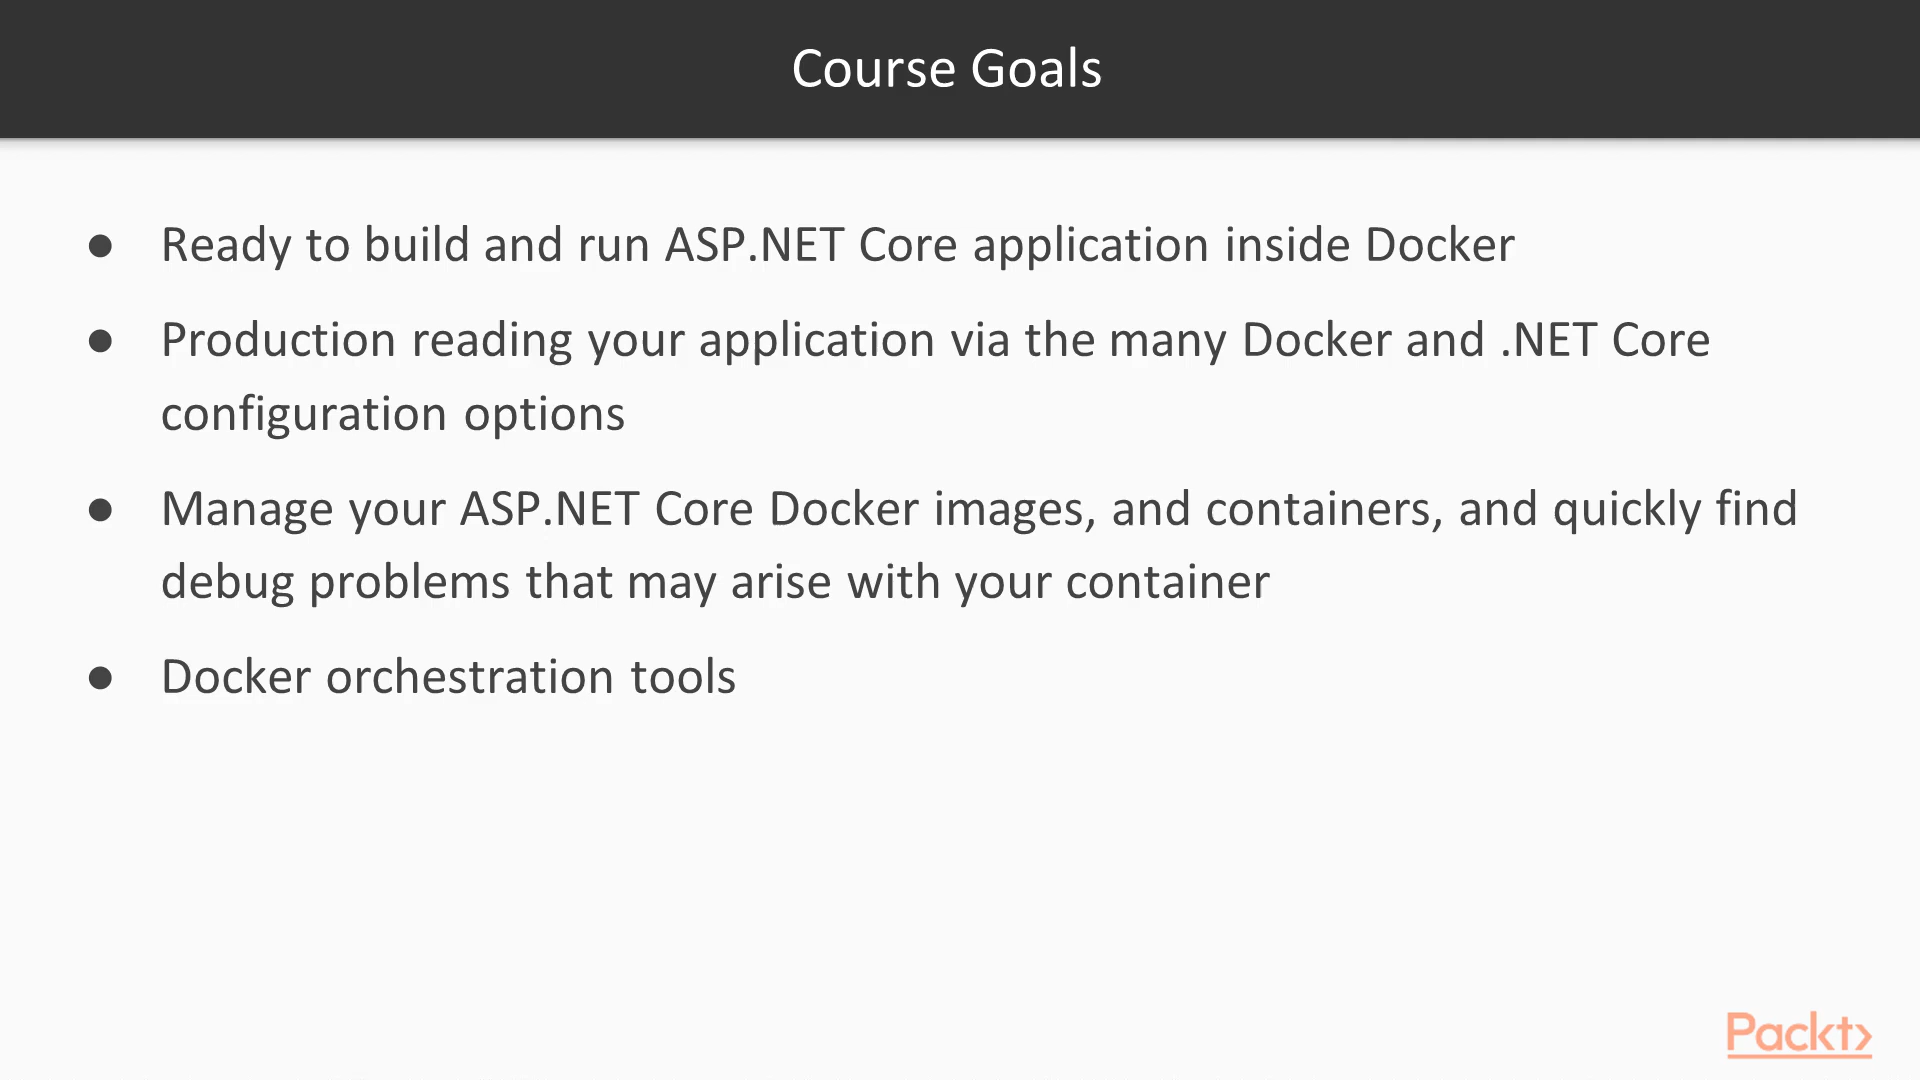 Course Goals
● Ready to build and run ASP.NET Core application inside Docker
● Production reading your application via the many Docker and .NET Core
configuration options
● Manage your ASP.NET Core Docker images, and containers, and quickly find
debug problems that may arise with your container
● Docker orchestration tools
Packt>